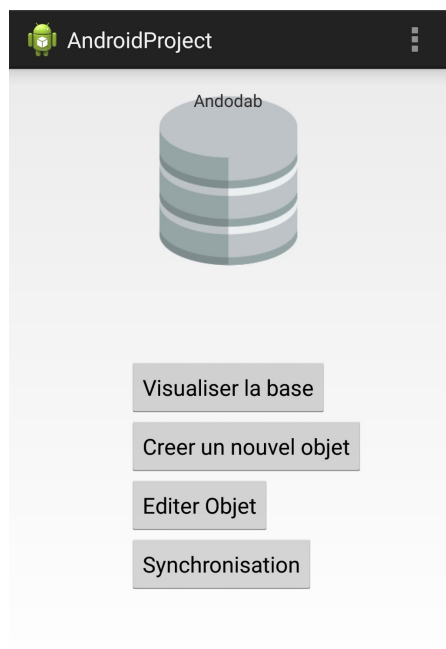 AndroidProject
Andodab
Visualiser la base
Creer un nouvel objet
Editer Objet
Synchronisation